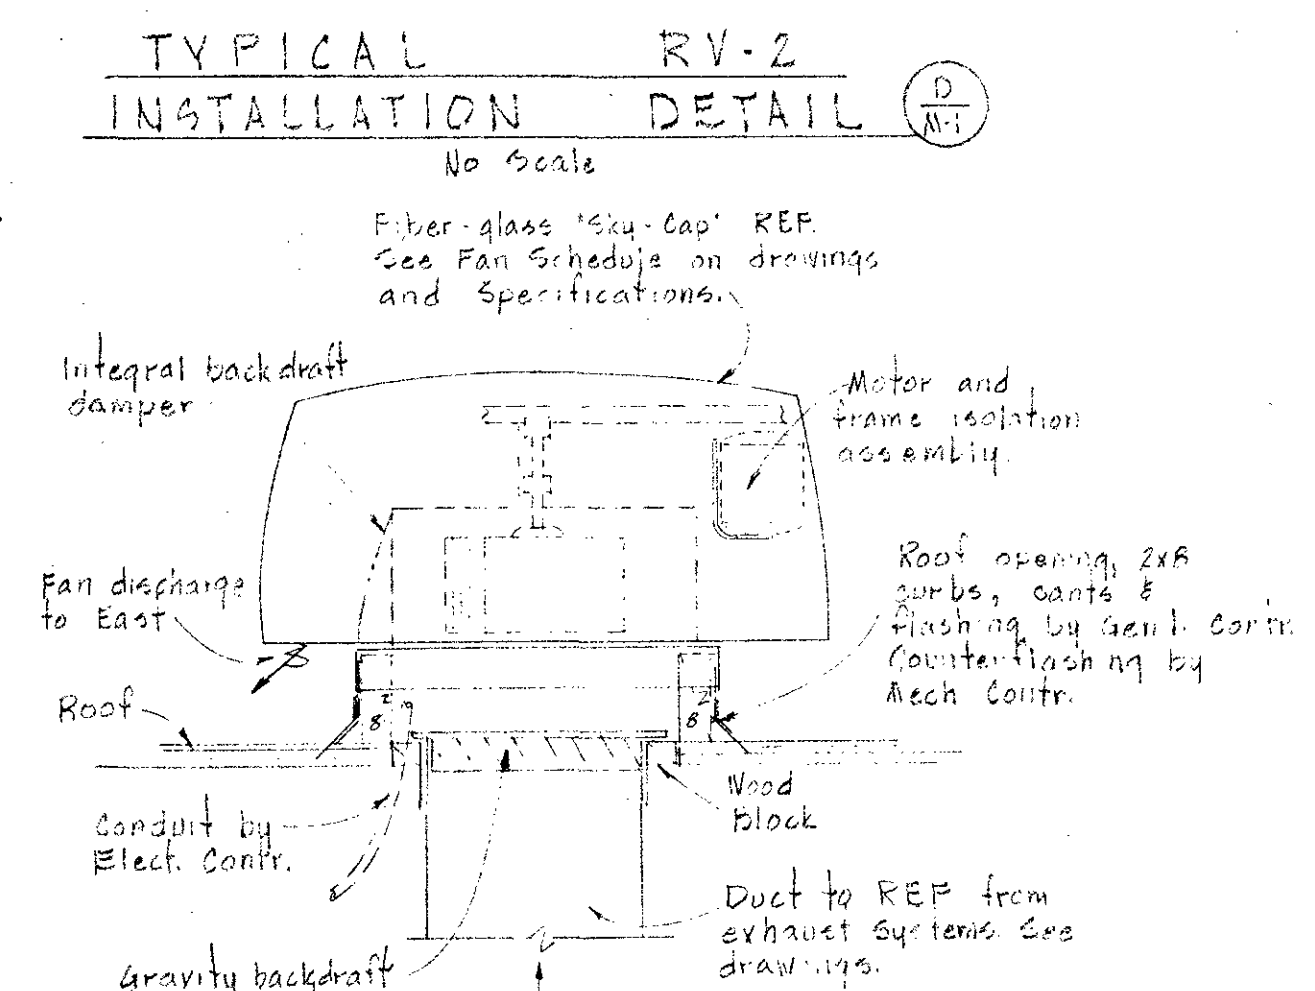 TYPICAL RV-2
INSTALLATION DETAIL
D
M-1
No Scale
Fiber-glass "Sky-Cap" REF.
See Fan Schedule on drawings
and Specifications.
Integral backdraft
damper
Motor and
frame isolation
assembly.
Fan discharge
to East
Roof opening, 2x8
curbs, cants &
flashing by Gen'l. Contr.
Counterflashing by
Mech Contr.
Roof
2
8
2
8
Wood
Block
Conduit by
Elect. Contr.
Duct to REF from
exhaust systems. See
drawings.
Gravity backdraft